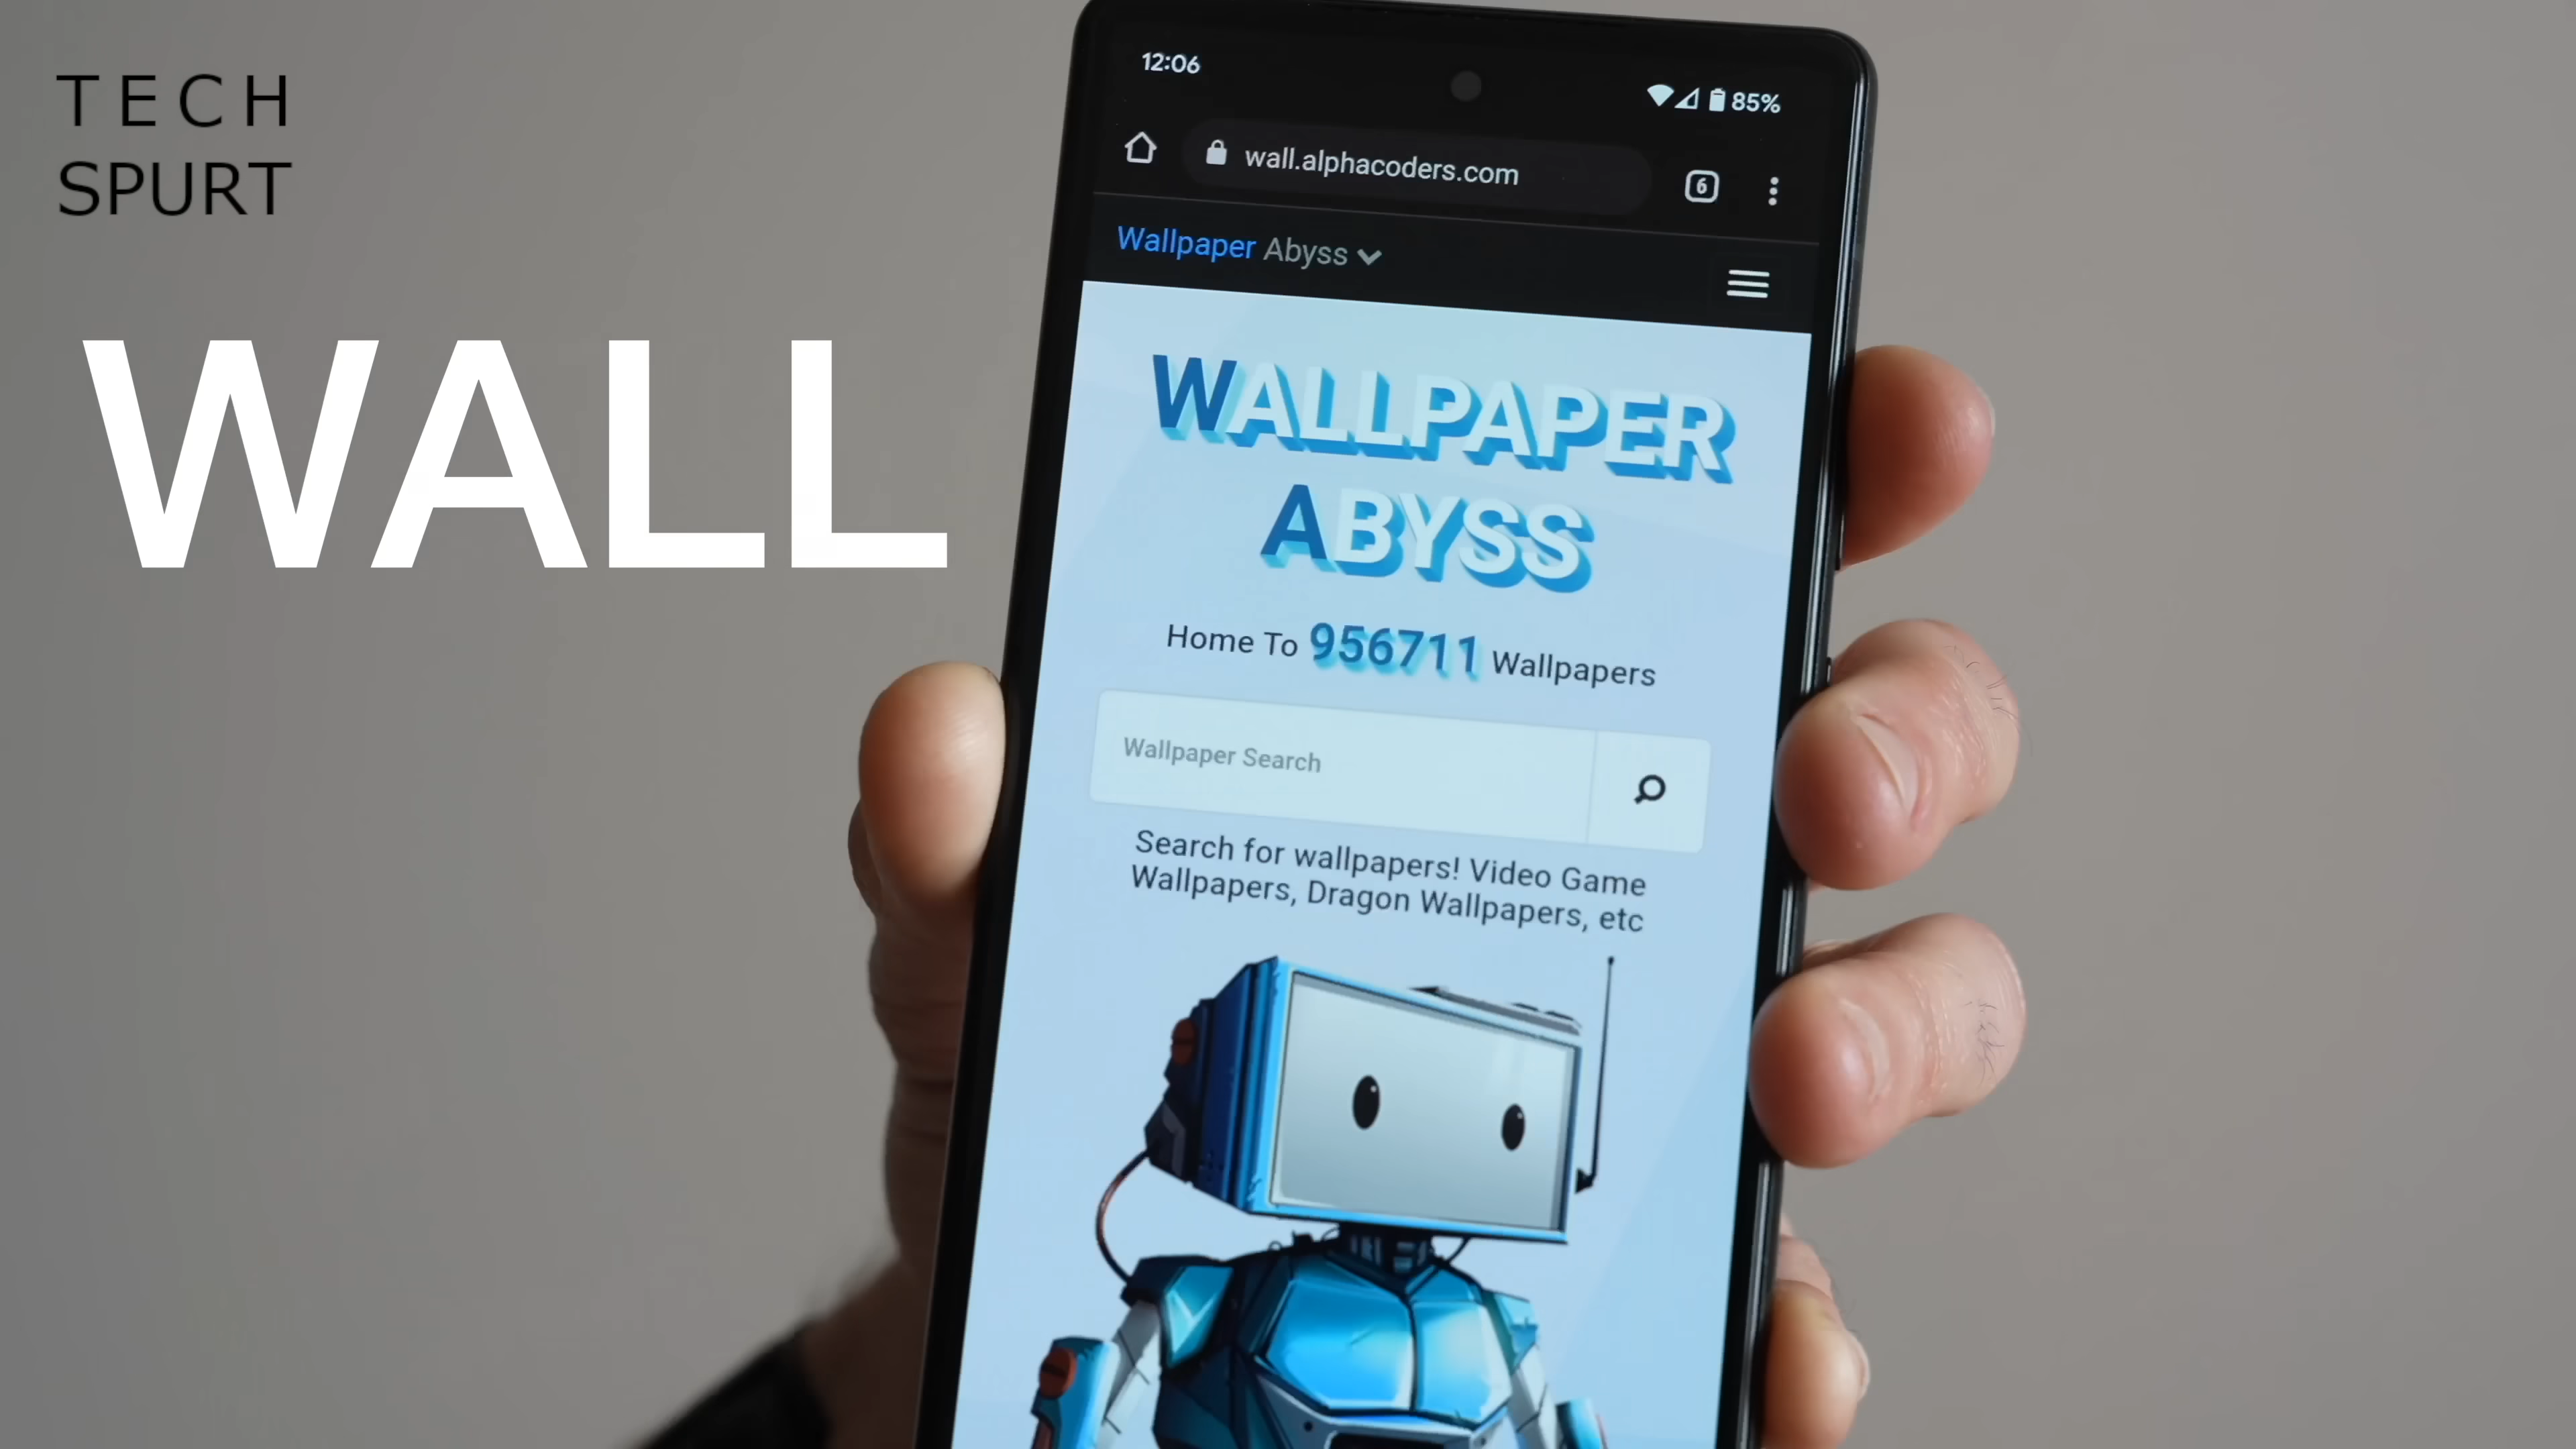 TECH
SPURT
WALL
12:06
85%
wall.alphacoders.com
6
Wallpaper Abyss
WALLPAPER
ABYSS
Home To 956711 Wallpapers
Wallpaper Search
Search for wallpapers! Video Game
Wallpapers, Dragon Wallpapers, etc